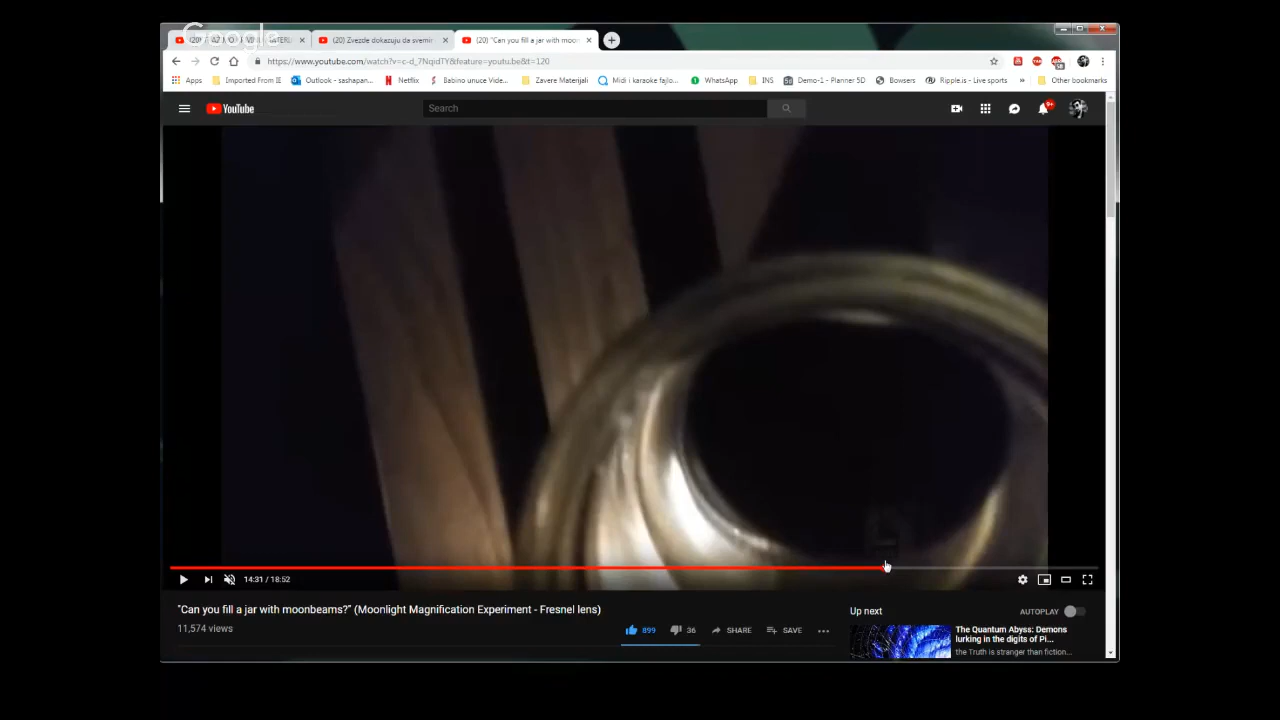 Google
(20) Zvezde dokazuju da svemir
(20) "Can you fill a jar with moon
https://www.youtube.com/watch?v=c-d_7NqidTY&feature=youtu.be&t=120
Apps Imported From IE Outlook - sashapan... Netflix Babino unuce Vide... Zavere Materijali Midi i karaoke fajlo... WhatsApp INS Demo-1 - Planner 5D Bowsers Ripple.is - Live sports » Other bookmarks
YouTube Search 9+
14:31 / 18:52
"Can you fill a jar with moonbeams?" (Moonlight Magnification Experiment - Fresnel lens)
11,574 views
899 36 SHARE SAVE
Up next AUTOPLAY
The Quantum Abyss: Demons
lurking in the digits of Pi...
the Truth is stranger than fiction...